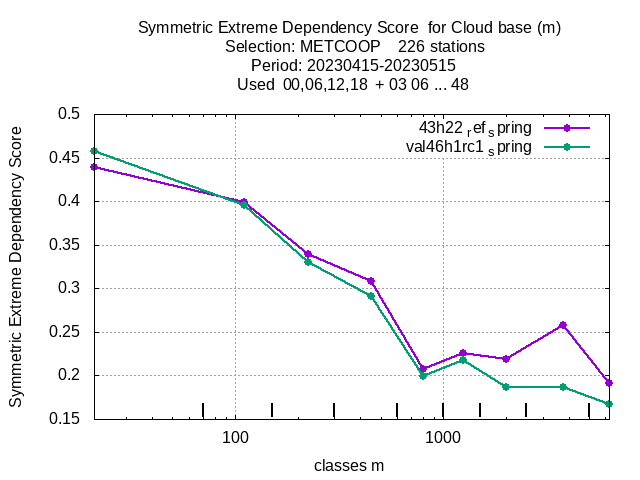 Symmetric Extreme Dependency Score  for Cloud base (m)
Selection: METCOOP    226 stations
Period: 20230415-20230515
Used  00,06,12,18  + 03 06 ... 48
43h22 refspring
val46h1rc1 spring
0.5
0.45
0.4
0.35
0.3
0.25
0.2
0.15
Symmetric Extreme Dependency Score
100
1000
classes m